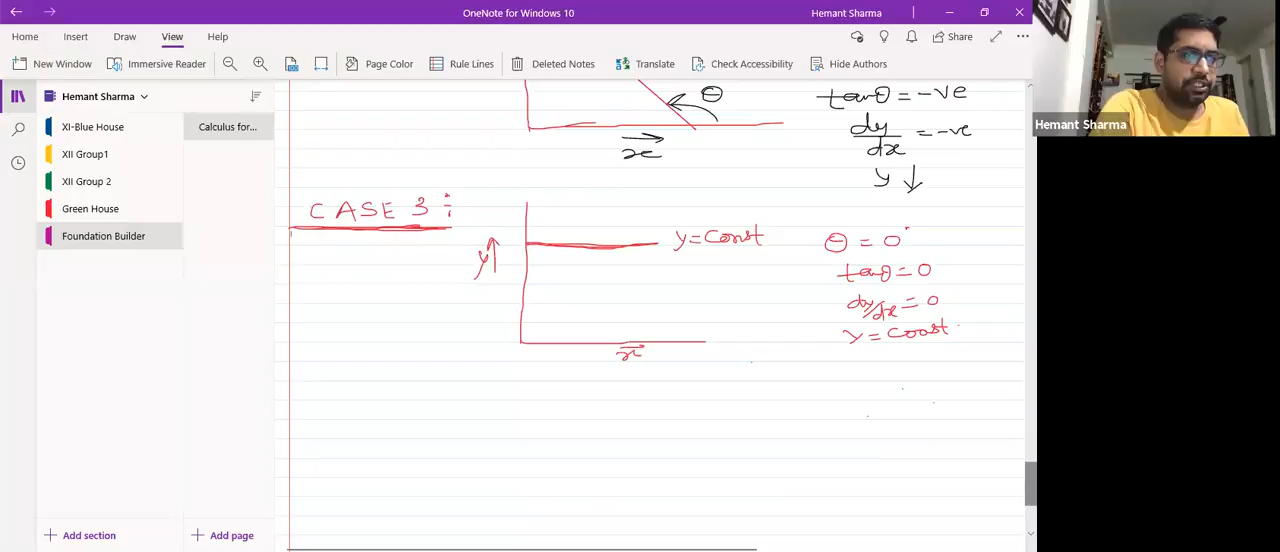 OneNote for Windows 10
Hemant Sharma
Home Insert Draw View Help
Share
New Window Immersive Reader Page Color Rule Lines Deleted Notes Translate Check Accessibility Hide Authors
Hemant Sharma
XI-Blue House
XII Group1
XII Group 2
Green House
Foundation Builder
Calculus for...
Add section
Add page
θ
x
tanθ = -ve
dy/dx = -ve
y ↓
CASE 3 :
y ↑
y = Const
x
θ = 0°
tanθ = 0
dy/dx = 0
y = Const
Hemant Sharma